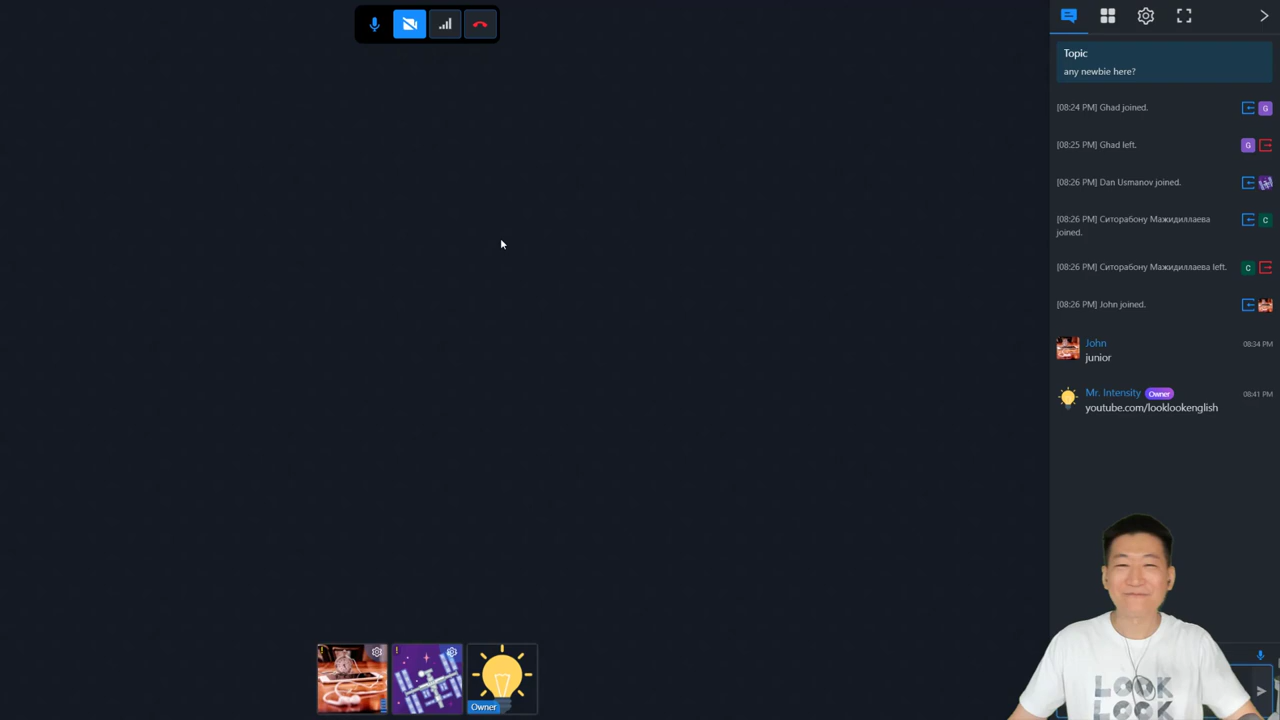 Topic
any newbie here?
[08:24 PM] Ghad joined.
G
[08:25 PM] Ghad left.
G
[08:26 PM] Dan Usmanov joined.
[08:26 PM] Ситорабону Мажидиллаева
joined.
C
[08:26 PM] Ситорабону Мажидиллаева left.
C
[08:26 PM] John joined.
John 08:34 PM
junior
Mr. Intensity Owner 08:41 PM
youtube.com/looklookenglish
Owner
LOOK
LOOK